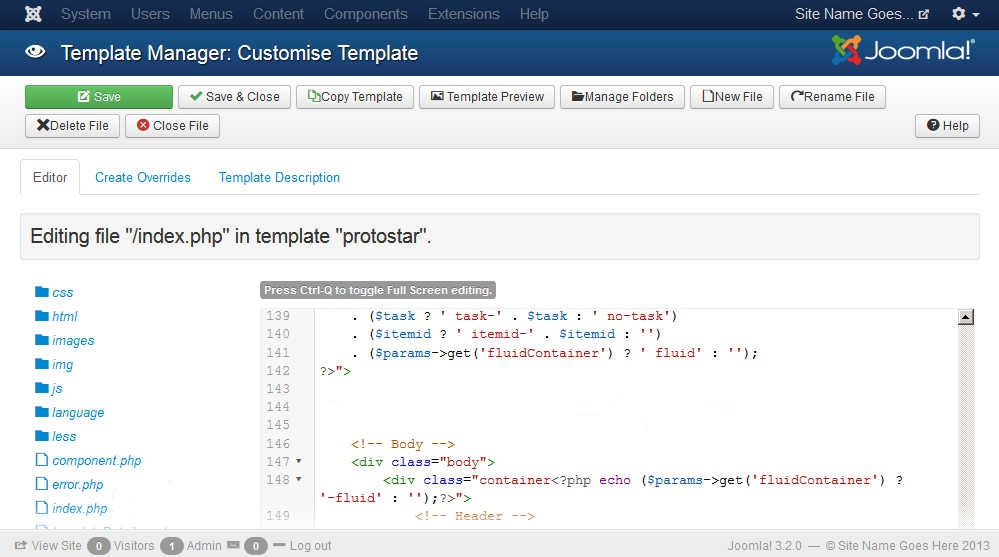 System Users Menus Content Components Extensions Help Site Name Goes...
Template Manager: Customise Template Joomla!
Save Save & Close Copy Template Template Preview Manage Folders New File Rename File
Delete File Close File Help
Editor Create Overrides Template Description
Editing file "/index.php" in template "protostar".
css
html
images
img
js
language
less
component.php
error.php
index.php
Press Ctrl-Q to toggle Full Screen editing.
139 . ($task ? ' task-' . $task : ' no-task')
140 . ($itemid ? ' itemid-' . $itemid : '')
141 . ($params->get('fluidContainer') ? ' fluid' : '');
142 ?>">
143
144
145
146 <!-- Body -->
147 <div class="body">
148 <div class="container<?php echo ($params->get('fluidContainer') ?
'-fluid' : '');?>">
149 <!-- Header -->
View Site 0 Visitors 1 Admin 0 Log out Joomla! 3.2.0 — © Site Name Goes Here 2013